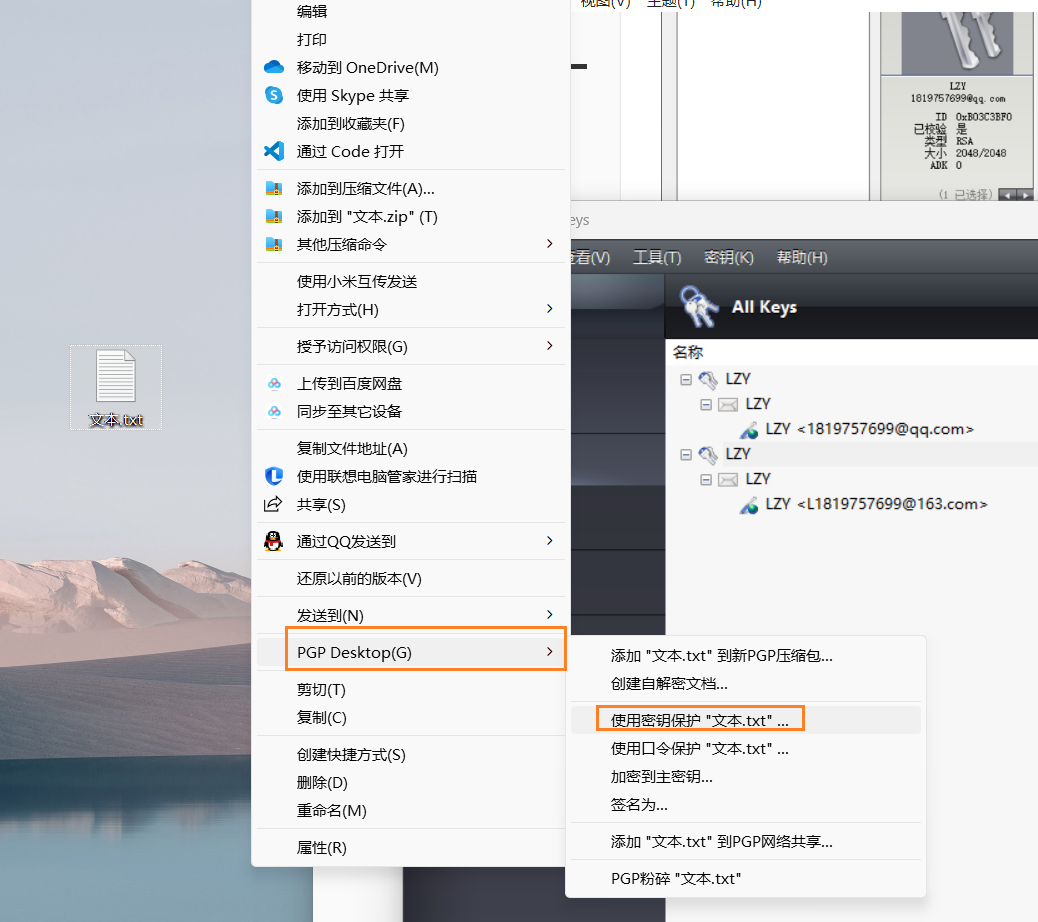 视图(V) 主题(T) 帮助(H)
编辑
打印
移动到 OneDrive(M)
使用 Skype 共享
添加到收藏夹(F)
通过 Code 打开
添加到压缩文件(A)...
添加到 "文本.zip" (T)
其他压缩命令
使用小米互传发送
打开方式(H)
授予访问权限(G)
上传到百度网盘
同步至其它设备
复制文件地址(A)
使用联想电脑管家进行扫描
共享(S)
通过QQ发送到
还原以前的版本(V)
发送到(N)
PGP Desktop(G)
剪切(T)
复制(C)
创建快捷方式(S)
删除(D)
重命名(M)
属性(R)
文本.txt
LZY
1819757699@qq.com
ID 0xB03C3BF0
已校验 是
类型 RSA
大小 2048/2048
ADK 0
(1 已选择)
eys
查看(V) 工具(T) 密钥(K) 帮助(H)
All Keys
名称
LZY
LZY
LZY <1819757699@qq.com>
LZY
LZY
LZY <L1819757699@163.com>
添加 "文本.txt" 到新PGP压缩包...
创建自解密文档...
使用密钥保护 "文本.txt" ...
使用口令保护 "文本.txt" ...
加密到主密钥...
签名为...
添加 "文本.txt" 到PGP网络共享...
PGP粉碎 "文本.txt"